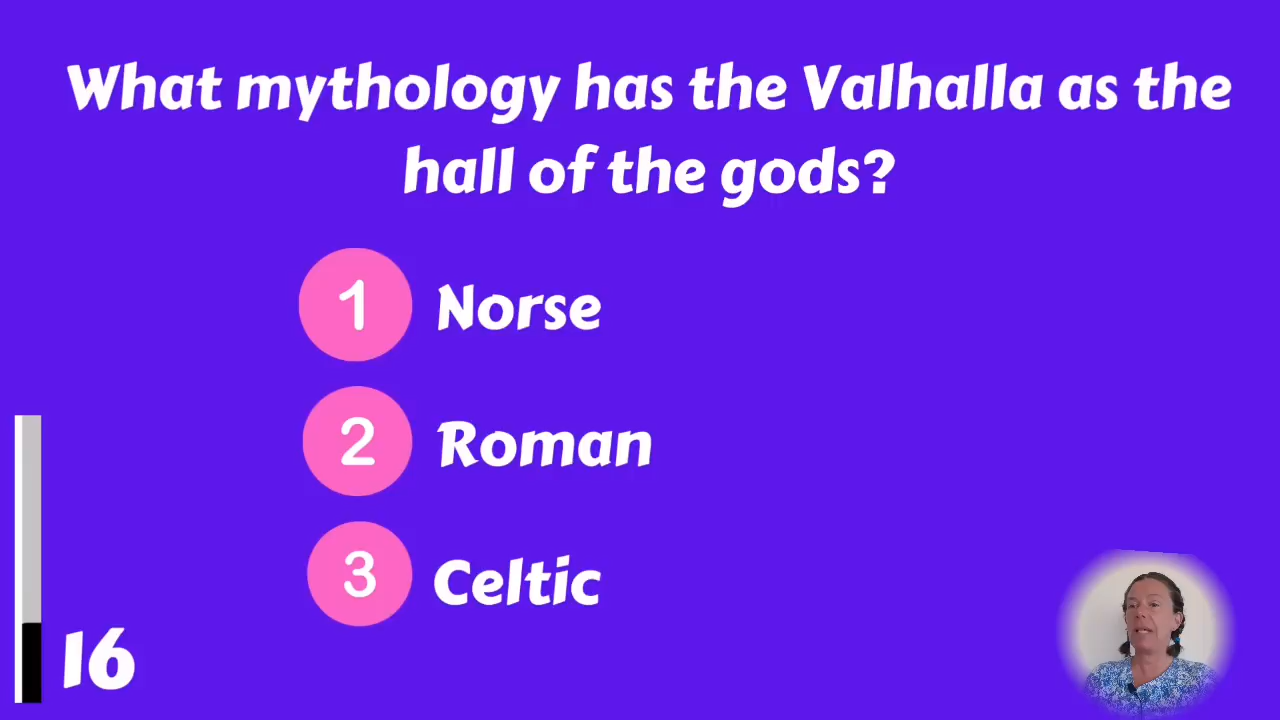 What mythology has the Valhalla as the
hall of the gods?
1 Norse
2 Roman
3 Celtic
16